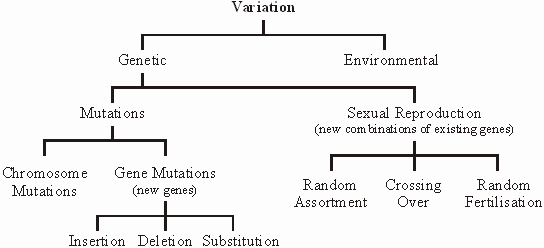 Variation
Genetic Environmental
Mutations Sexual Reproduction
(new combinations of existing genes)
Chromosome Gene Mutations
Mutations (new genes)
Random Crossing Random
Assortment Over Fertilisation
Insertion Deletion Substitution